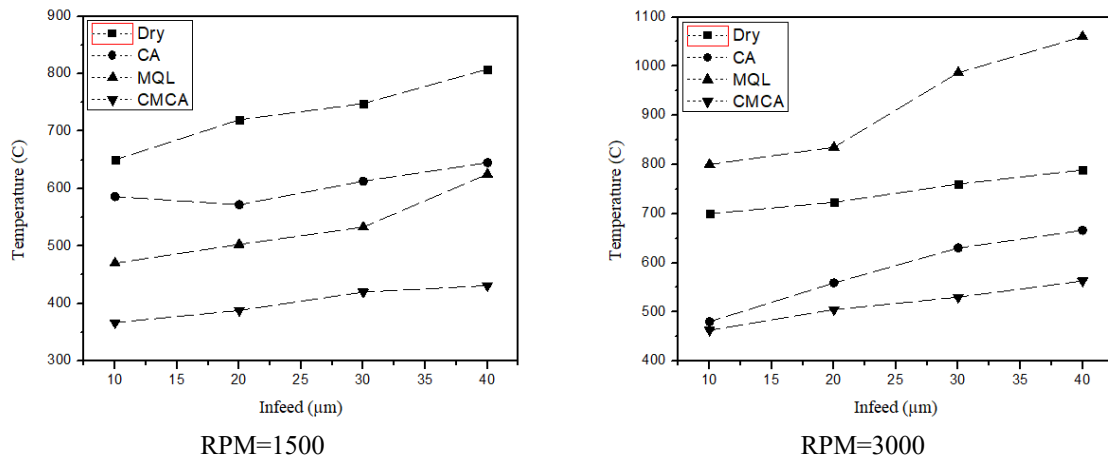 900
800
700
600
500
400
300
Temperature (C)
Dry
CA
MQL
CMCA
10 15 20 25 30 35 40
Infeed (µm)
RPM=1500
1100
1000
900
800
700
600
500
400
Temperature (C)
Dry
CA
MQL
CMCA
10 15 20 25 30 35 40
Infeed (µm)
RPM=3000